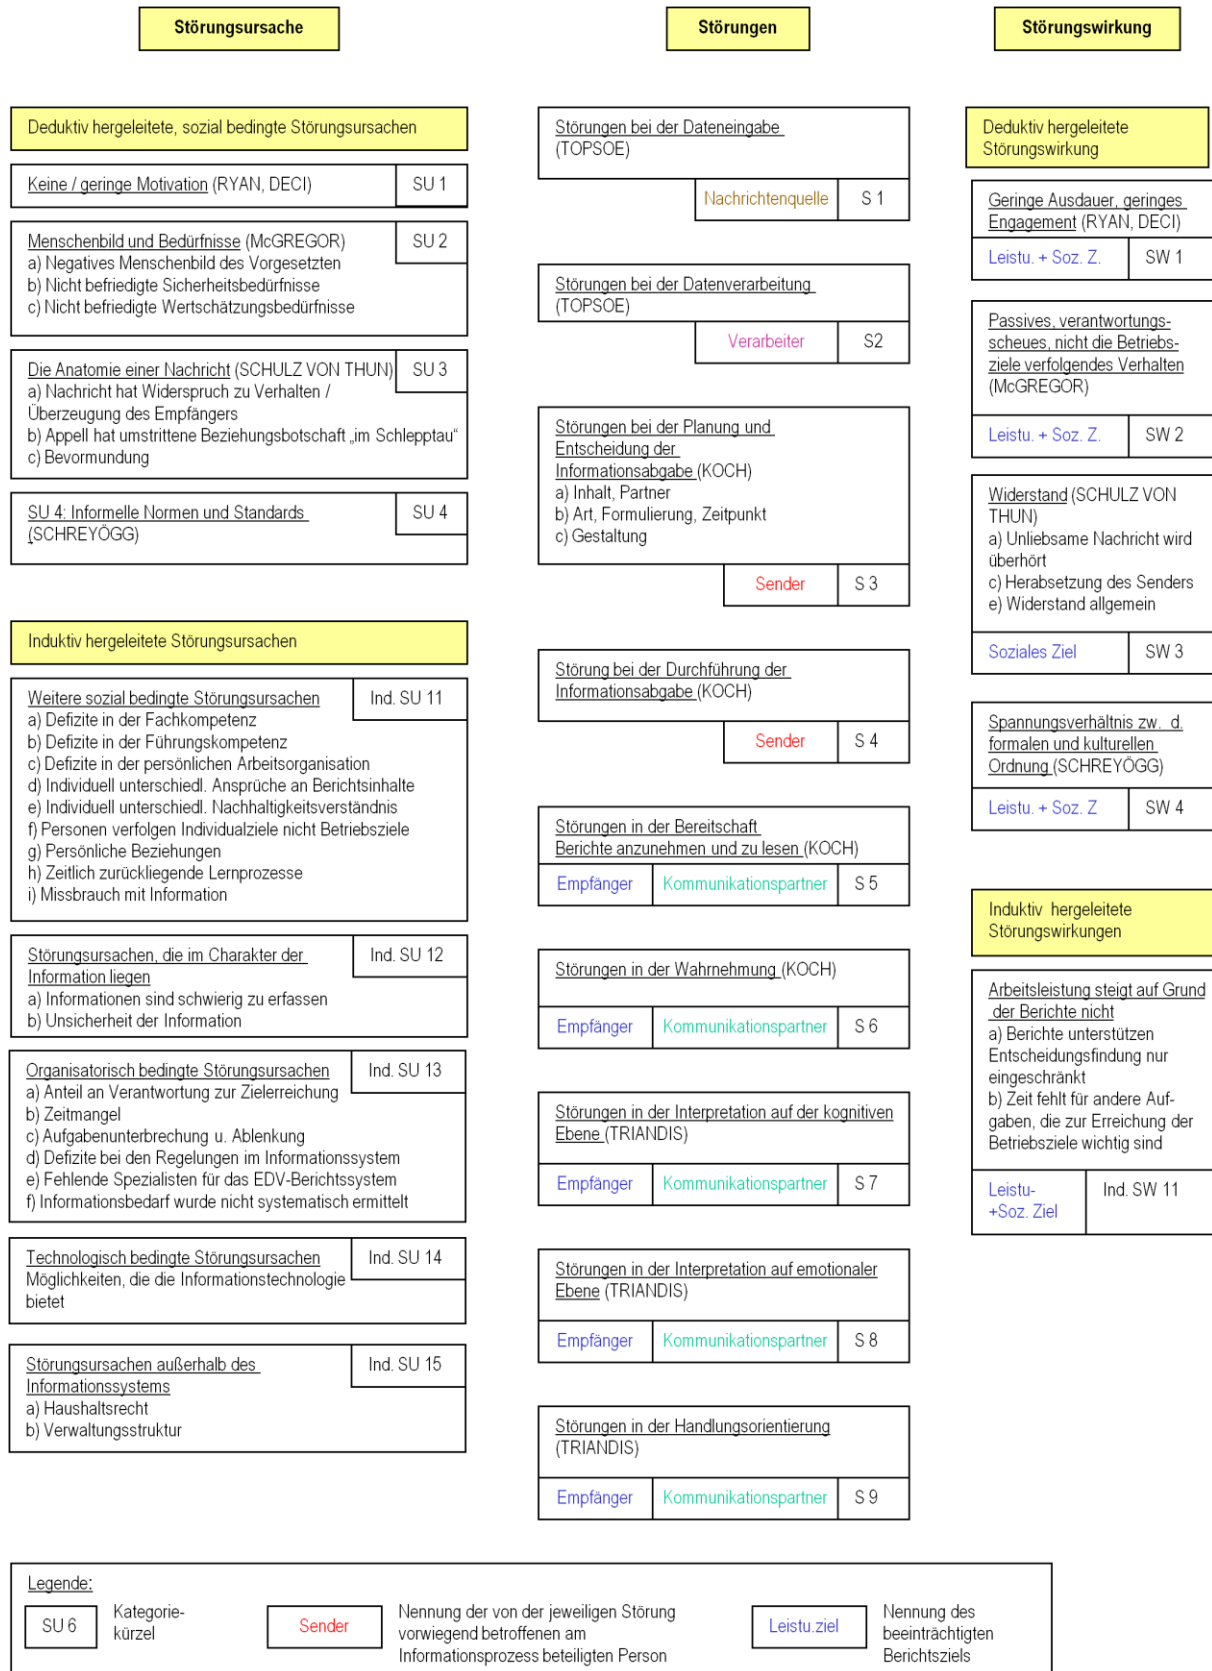 Störungsursache
Störungen
Störungswirkung
Deduktiv hergeleitete, sozial bedingte Störungsursachen
Keine / geringe Motivation (RYAN, DECI)
SU 1
Menschenbild und Bedürfnisse (McGREGOR)
SU 2
a) Negatives Menschenbild des Vorgesetzten
b) Nicht befriedigte Sicherheitsbedürfnisse
c) Nicht befriedigte Wertschätzungsbedürfnisse
Die Anatomie einer Nachricht (SCHULZ VON THUN)
SU 3
a) Nachricht hat Widerspruch zu Verhalten /
Überzeugung des Empfängers
b) Appell hat umstrittene Beziehungsbotschaft „im Schlepptau“
c) Bevormundung
SU 4: Informelle Normen und Standards
(SCHREYÖGG)
SU 4
Induktiv hergeleitete Störungsursachen
Weitere sozial bedingte Störungsursachen
Ind. SU 11
a) Defizite in der Fachkompetenz
b) Defizite in der Führungskompetenz
c) Defizite in der persönlichen Arbeitsorganisation
d) Individuell unterschiedl. Ansprüche an Berichtsinhalte
e) Individuell unterschiedl. Nachhaltigkeitsverständnis
f) Personen verfolgen Individualziele nicht Betriebsziele
g) Persönliche Beziehungen
h) Zeitlich zurückliegende Lernprozesse
i) Missbrauch mit Information
Störungsursachen, die im Charakter der
Information liegen
Ind. SU 12
a) Informationen sind schwierig zu erfassen
b) Unsicherheit der Information
Organisatorisch bedingte Störungsursachen
Ind. SU 13
a) Anteil an Verantwortung zur Zielerreichung
b) Zeitmangel
c) Aufgabenunterbrechung u. Ablenkung
d) Defizite bei den Regelungen im Informationssystem
e) Fehlende Spezialisten für das EDV-Berichtssystem
f) Informationsbedarf wurde nicht systematisch ermittelt
Technologisch bedingte Störungsursachen
Ind. SU 14
Möglichkeiten, die die Informationstechnologie
bietet
Störungsursachen außerhalb des
Informationssystems
Ind. SU 15
a) Haushaltsrecht
b) Verwaltungsstruktur
Störungen bei der Dateneingabe
(TOPSOE)
Nachrichtenquelle
S 1
Störungen bei der Datenverarbeitung
(TOPSOE)
Verarbeiter
S2
Störungen bei der Planung und
Entscheidung der
Informationsabgabe (KOCH)
a) Inhalt, Partner
b) Art, Formulierung, Zeitpunkt
c) Gestaltung
Sender
S 3
Störung bei der Durchführung der
Informationsabgabe (KOCH)
Sender
S 4
Störungen in der Bereitschaft
Berichte anzunehmen und zu lesen (KOCH)
Empfänger
Kommunikationspartner
S 5
Störungen in der Wahrnehmung (KOCH)
Empfänger
Kommunikationspartner
S 6
Störungen in der Interpretation auf der kognitiven
Ebene (TRIANDIS)
Empfänger
Kommunikationspartner
S 7
Störungen in der Interpretation auf emotionaler
Ebene (TRIANDIS)
Empfänger
Kommunikationspartner
S 8
Störungen in der Handlungsorientierung
(TRIANDIS)
Empfänger
Kommunikationspartner
S 9
Deduktiv hergeleitete
Störungswirkung
Geringe Ausdauer, geringes
Engagement (RYAN, DECI)
Leistu. + Soz. Z.
SW 1
Passives, verantwortungs-
scheues, nicht die Betriebs-
ziele verfolgendes Verhalten
(McGREGOR)
Leistu. + Soz. Z.
SW 2
Widerstand (SCHULZ VON
THUN)
a) Unliebsame Nachricht wird
überhört
c) Herabsetzung des Senders
e) Widerstand allgemein
Soziales Ziel
SW 3
Spannungsverhältnis zw. d.
formalen und kulturellen
Ordnung (SCHREYÖGG)
Leistu. + Soz. Z
SW 4
Induktiv hergeleitete
Störungswirkungen
Arbeitsleistung steigt auf Grund
der Berichte nicht
a) Berichte unterstützen
Entscheidungsfindung nur
eingeschränkt
b) Zeit fehlt für andere Auf-
gaben, die zur Erreichung der
Betriebsziele wichtig sind
Leistu-
+Soz. Ziel
Ind. SW 11
Legende:
SU 6
Kategorie-
kürzel
Sender
Nennung der von der jeweiligen Störung
vorwiegend betroffenen am
Informationsprozess beteiligten Person
Leistu.ziel
Nennung des
beeinträchtigten
Berichtsziels